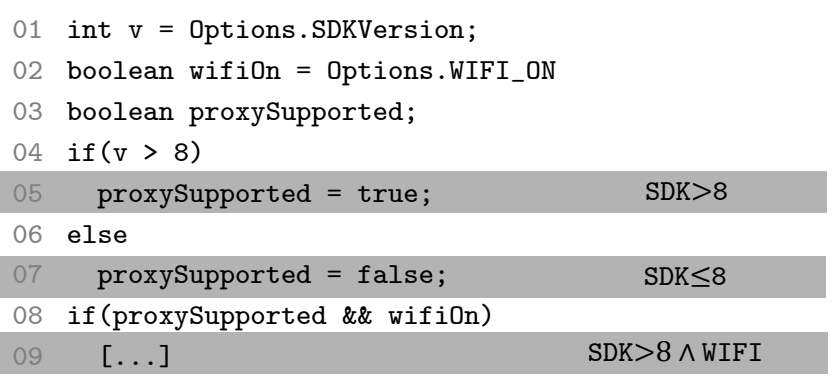 01 int v = Options.SDKVersion;
02 boolean wifiOn = Options.WIFI_ON
03 boolean proxySupported;
04 if(v > 8)
05 proxySupported = true; SDK>8
06 else
07 proxySupported = false; SDK≤8
08 if(proxySupported && wifiOn)
09 [...] SDK>8 ∧ WIFI